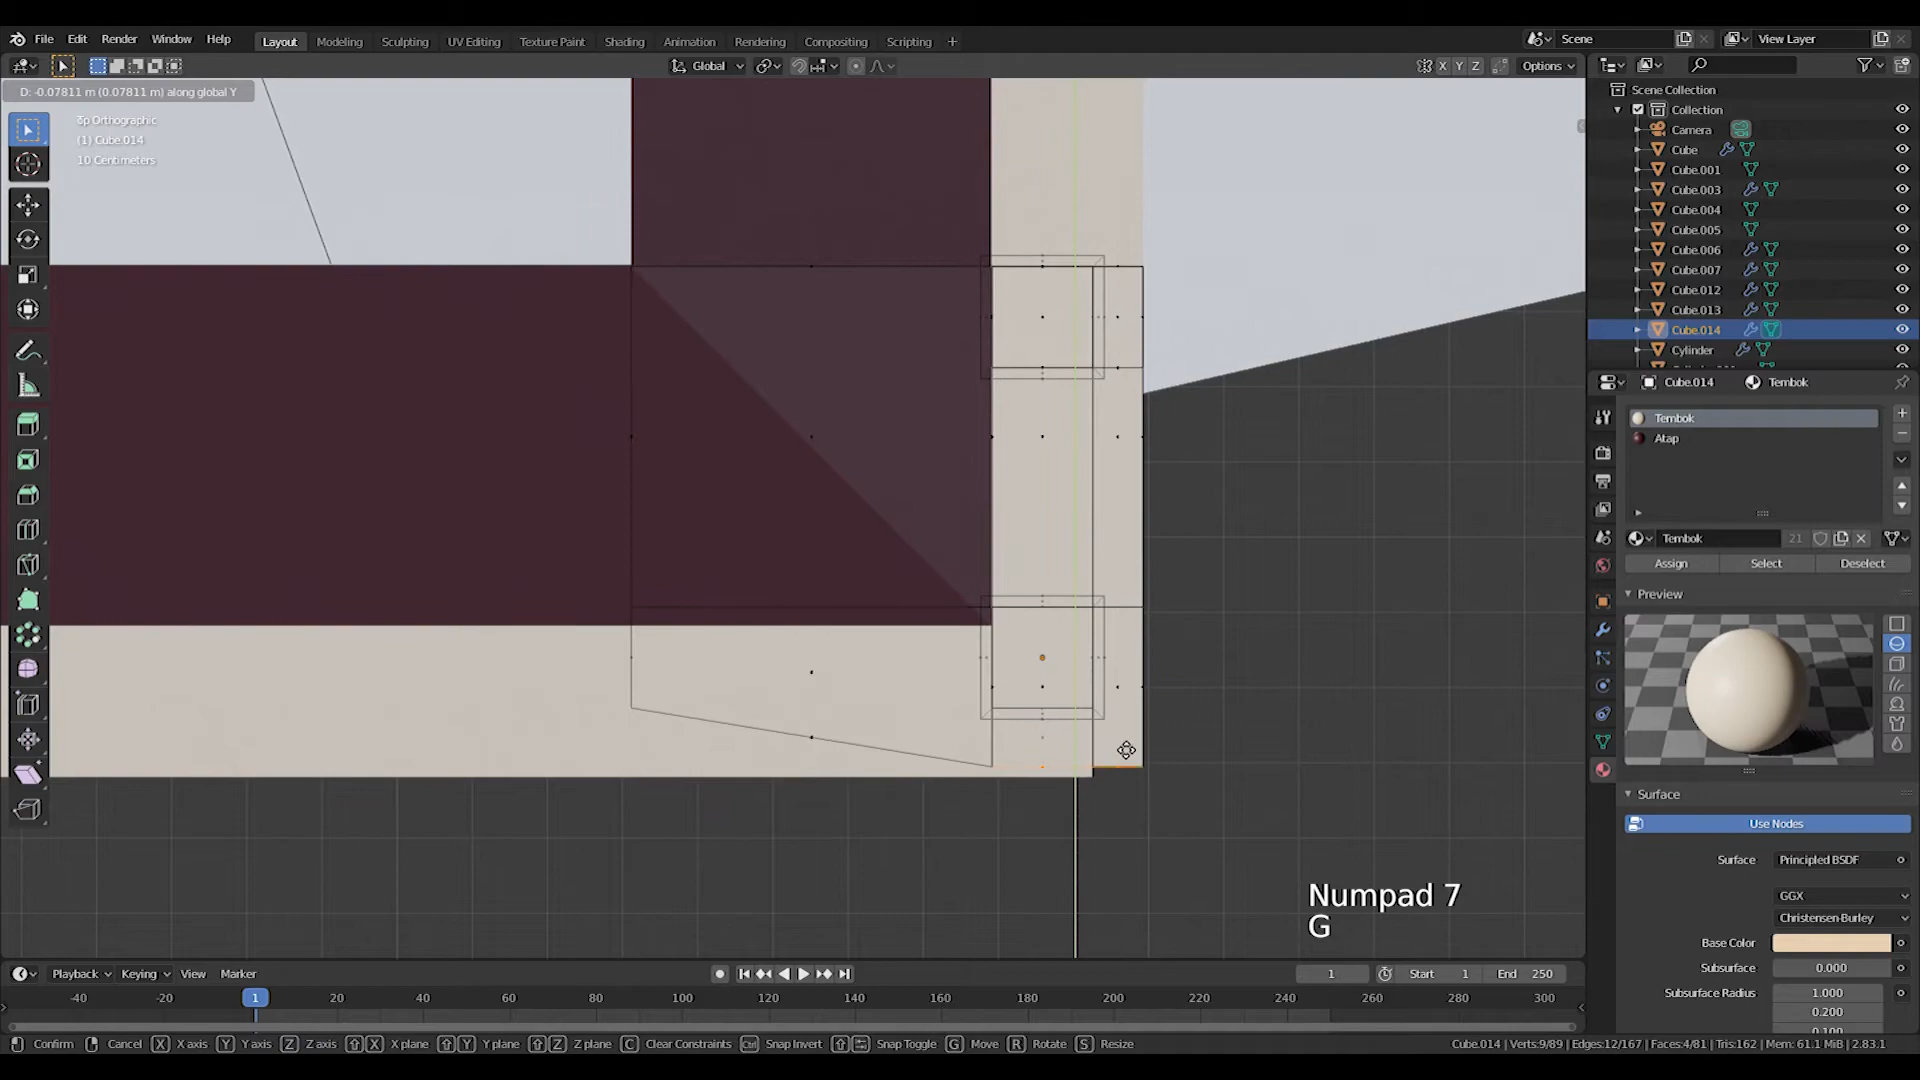 File Edit Render Window Help
Layout Modeling Sculpting UV Editing Texture Paint Shading Animation Rendering Compositing Scripting +
Scene View Layer
Global X Y Z Options
D: -0.07811 m (0.07811 m) along global Y
(1) Cube.014
10 Centimeters
Scene Collection
Collection
Camera
Cube
Cube.001
Cube.003
Cube.004
Cube.005
Cube.006
Cube.007
Cube.012
Cube.013
Cube.014
Cylinder
Cube.014 Tembok
Tembok
Atap
Tembok 21
Assign Select Deselect
Preview
Surface
Use Nodes
Surface Principled BSDF
GGX
Christensen-Burley
Base Color
Subsurface 0.000
Subsurface Radius 1.000
0.200
0.100
Numpad 7
G
Playback Keying View Marker 1 Start 1 End 250
-40 -20 1 20 40 60 80 100 120 140 160 180 200 220 240 260 280 300
Confirm Cancel X X axis Y Y axis Z Z axis X X plane Y Y plane Z Z plane C Clear Constraints Ctrl Snap Invert Snap Toggle G Move R Rotate S Resize Cube.014 | Verts:9/89 | Edges:12/167 | Faces:4/81 | Tris:162 | Mem: 61.1 MiB | 2.83.1